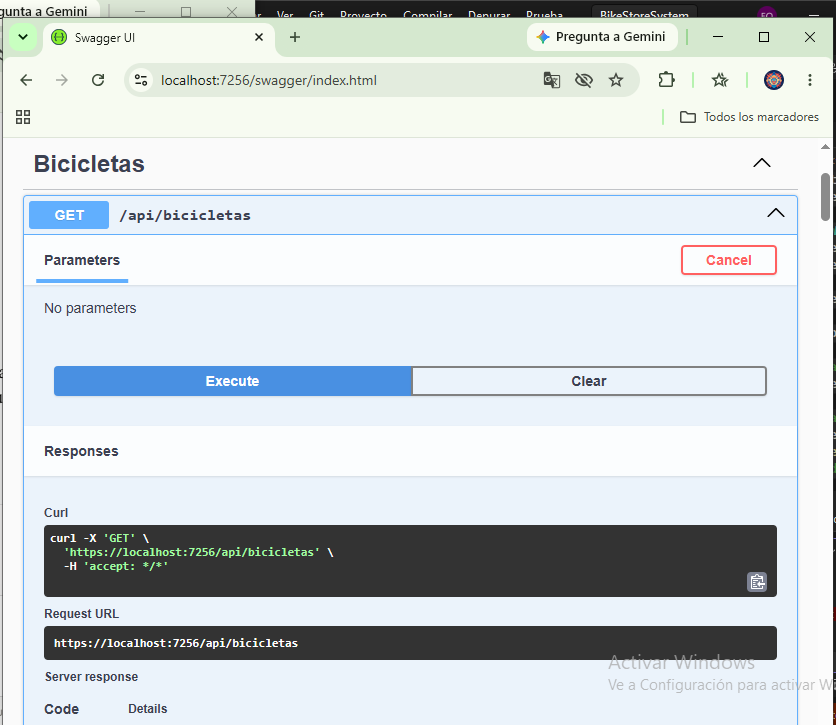 gunta a Gemini
Ver Git Proyecto Compilar Depurar Prueba BikeStoreSystem
Swagger UI
Pregunta a Gemini
localhost:7256/swagger/index.html
Todos los marcadores
Bicicletas
GET /api/bicicletas
Parameters
Cancel
No parameters
Execute
Clear
Responses
Curl
curl -X 'GET' \
'https://localhost:7256/api/bicicletas' \
-H 'accept: */*'
Request URL
https://localhost:7256/api/bicicletas
Server response
Activar Windows
Ve a Configuración para activar W
Code Details